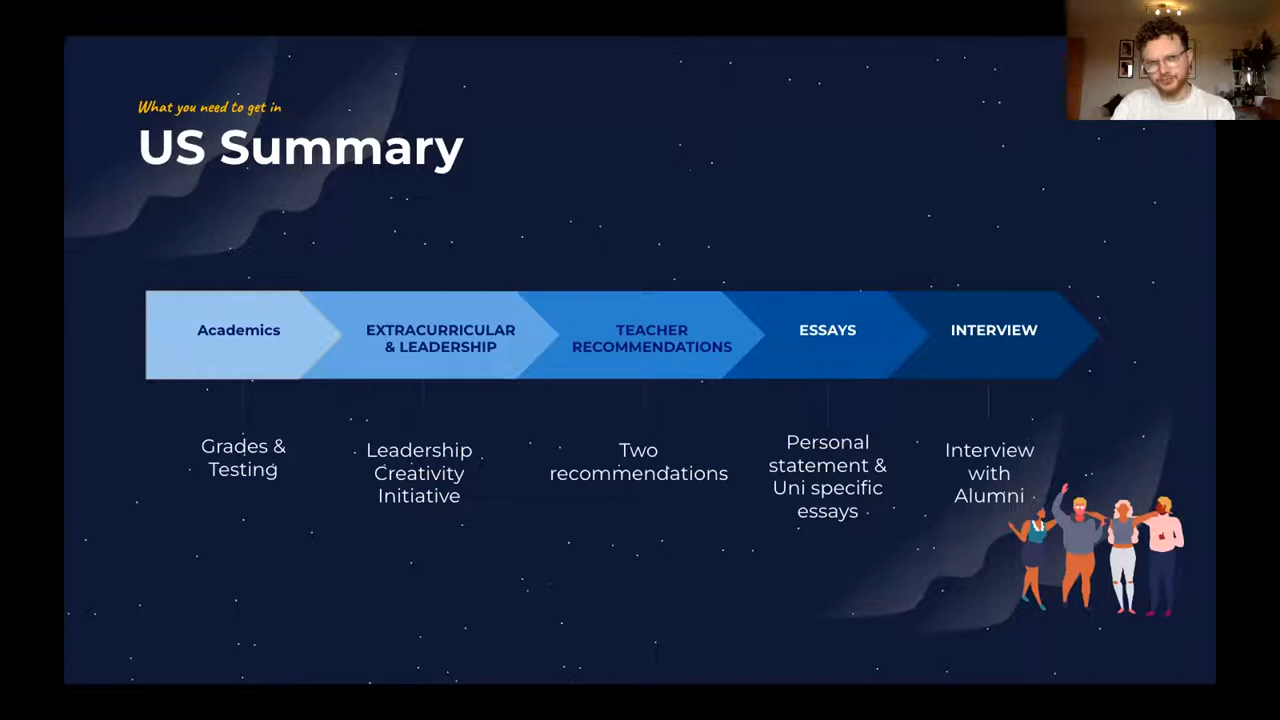 What you need to get in
US Summary
Academics
EXTRACURRICULAR
& LEADERSHIP
TEACHER
RECOMMENDATIONS
ESSAYS
INTERVIEW
Grades &
Testing
Leadership
Creativity
Initiative
Two
recommendations
Personal
statement &
Uni specific
essays
Interview
with
Alumni